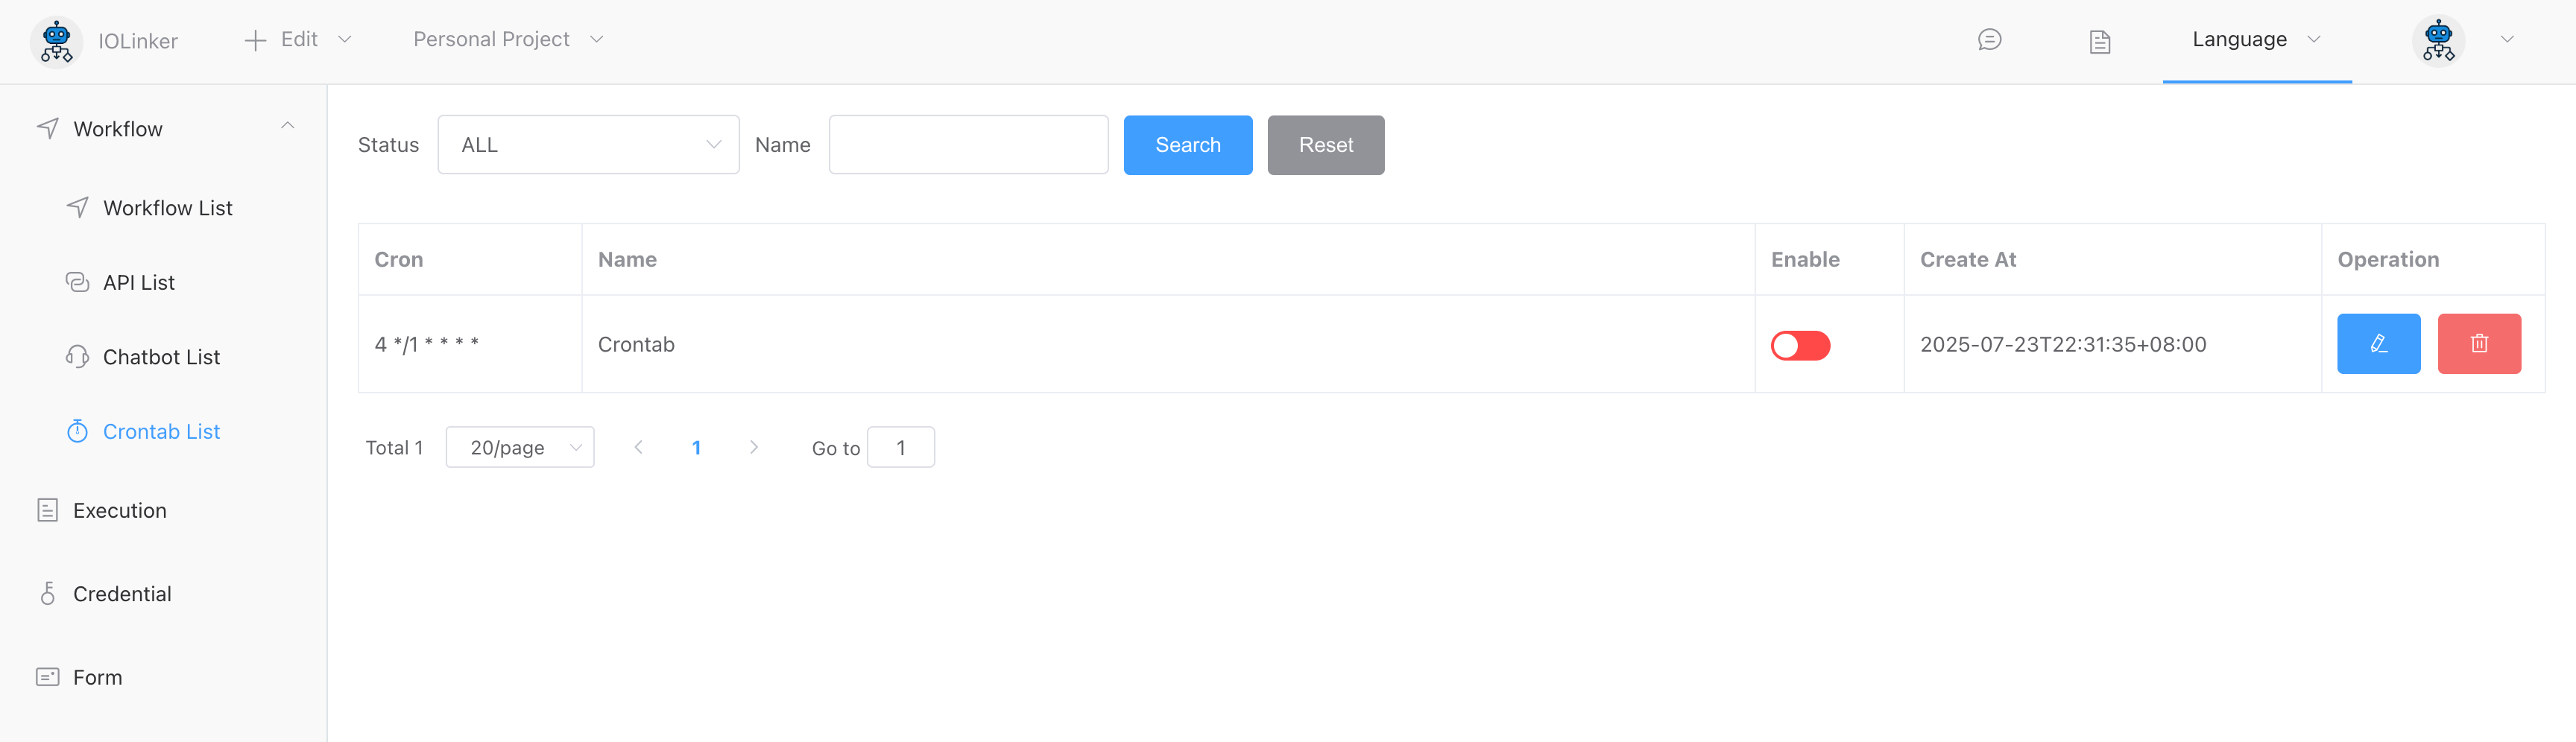 IOLinker Edit Personal Project Language
Workflow
Workflow List
API List
Chatbot List
Crontab List
Execution
Credential
Form
Status ALL Name Search Reset
Cron Name Enable Create At Operation
4 */1 * * * * Crontab 2025-07-23T22:31:35+08:00
Total 1 20/page 1 Go to 1